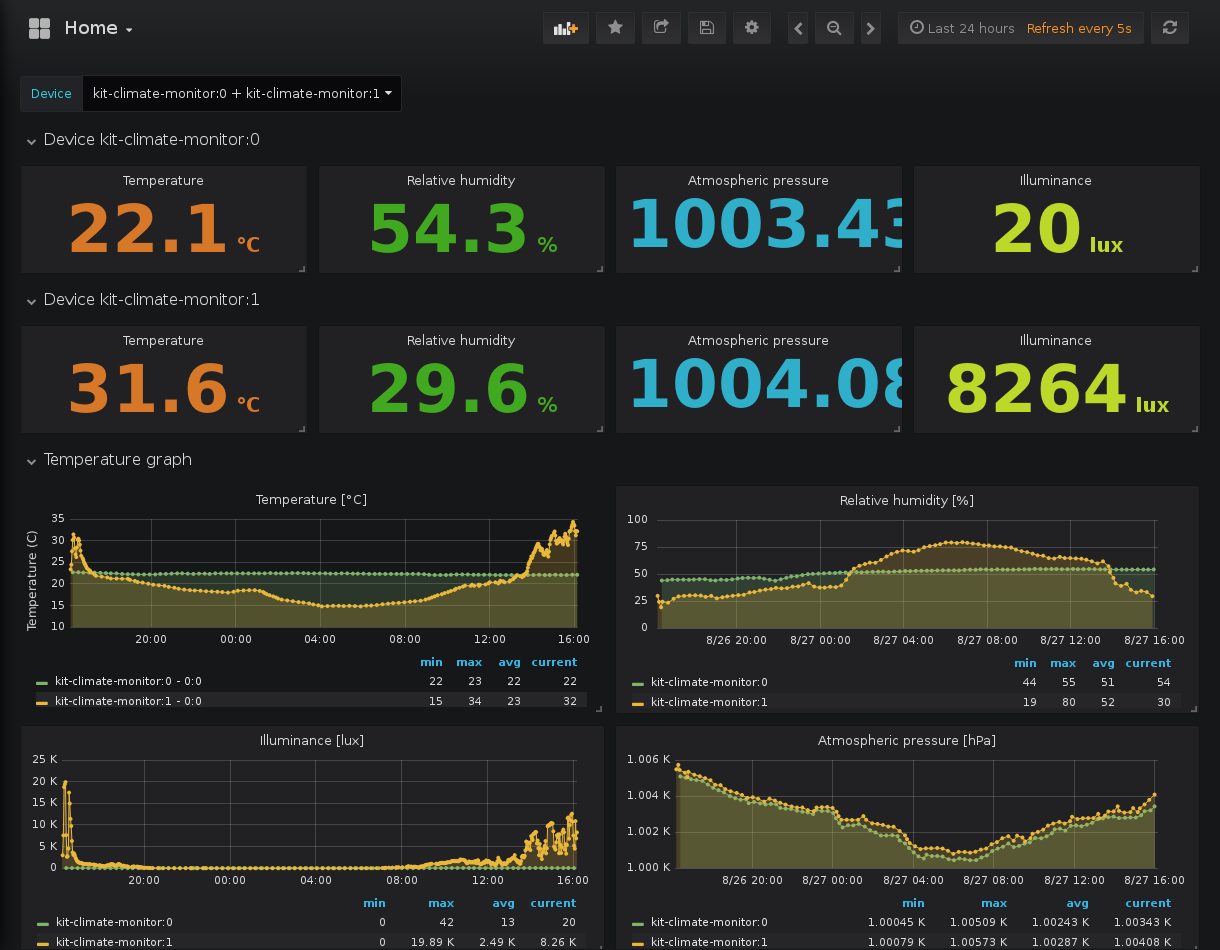 Home
Last 24 hours Refresh every 5s
Device kit-climate-monitor:0 + kit-climate-monitor:1
Device kit-climate-monitor:0
Temperature Relative humidity Atmospheric pressure Illuminance
22.1 °C 54.3 % 1003.43 20 lux
Device kit-climate-monitor:1
Temperature Relative humidity Atmospheric pressure Illuminance
31.6 °C 29.6 % 1004.08 8264 lux
Temperature graph
Temperature [°C]
Temperature (C)
35
30
25
20
15
10
20:00 00:00 04:00 08:00 12:00 16:00
min max avg current
kit-climate-monitor:0 - 0:0 22 23 22 22
kit-climate-monitor:1 - 0:0 15 34 23 32
Relative humidity [%]
100
75
50
25
0
8/26 20:00 8/27 00:00 8/27 04:00 8/27 08:00 8/27 12:00 8/27 16:00
min max avg current
kit-climate-monitor:0 44 55 51 54
kit-climate-monitor:1 19 80 52 30
Illuminance [lux]
25 K
20 K
15 K
10 K
5 K
0
20:00 00:00 04:00 08:00 12:00 16:00
min max avg current
kit-climate-monitor:0 0 42 13 20
kit-climate-monitor:1 0 19.89 K 2.49 K 8.26 K
Atmospheric pressure [hPa]
1.006 K
1.004 K
1.002 K
1.000 K
8/26 20:00 8/27 00:00 8/27 04:00 8/27 08:00 8/27 12:00 8/27 16:00
min max avg current
kit-climate-monitor:0 1.00045 K 1.00509 K 1.00243 K 1.00343 K
kit-climate-monitor:1 1.00079 K 1.00573 K 1.00287 K 1.00408 K